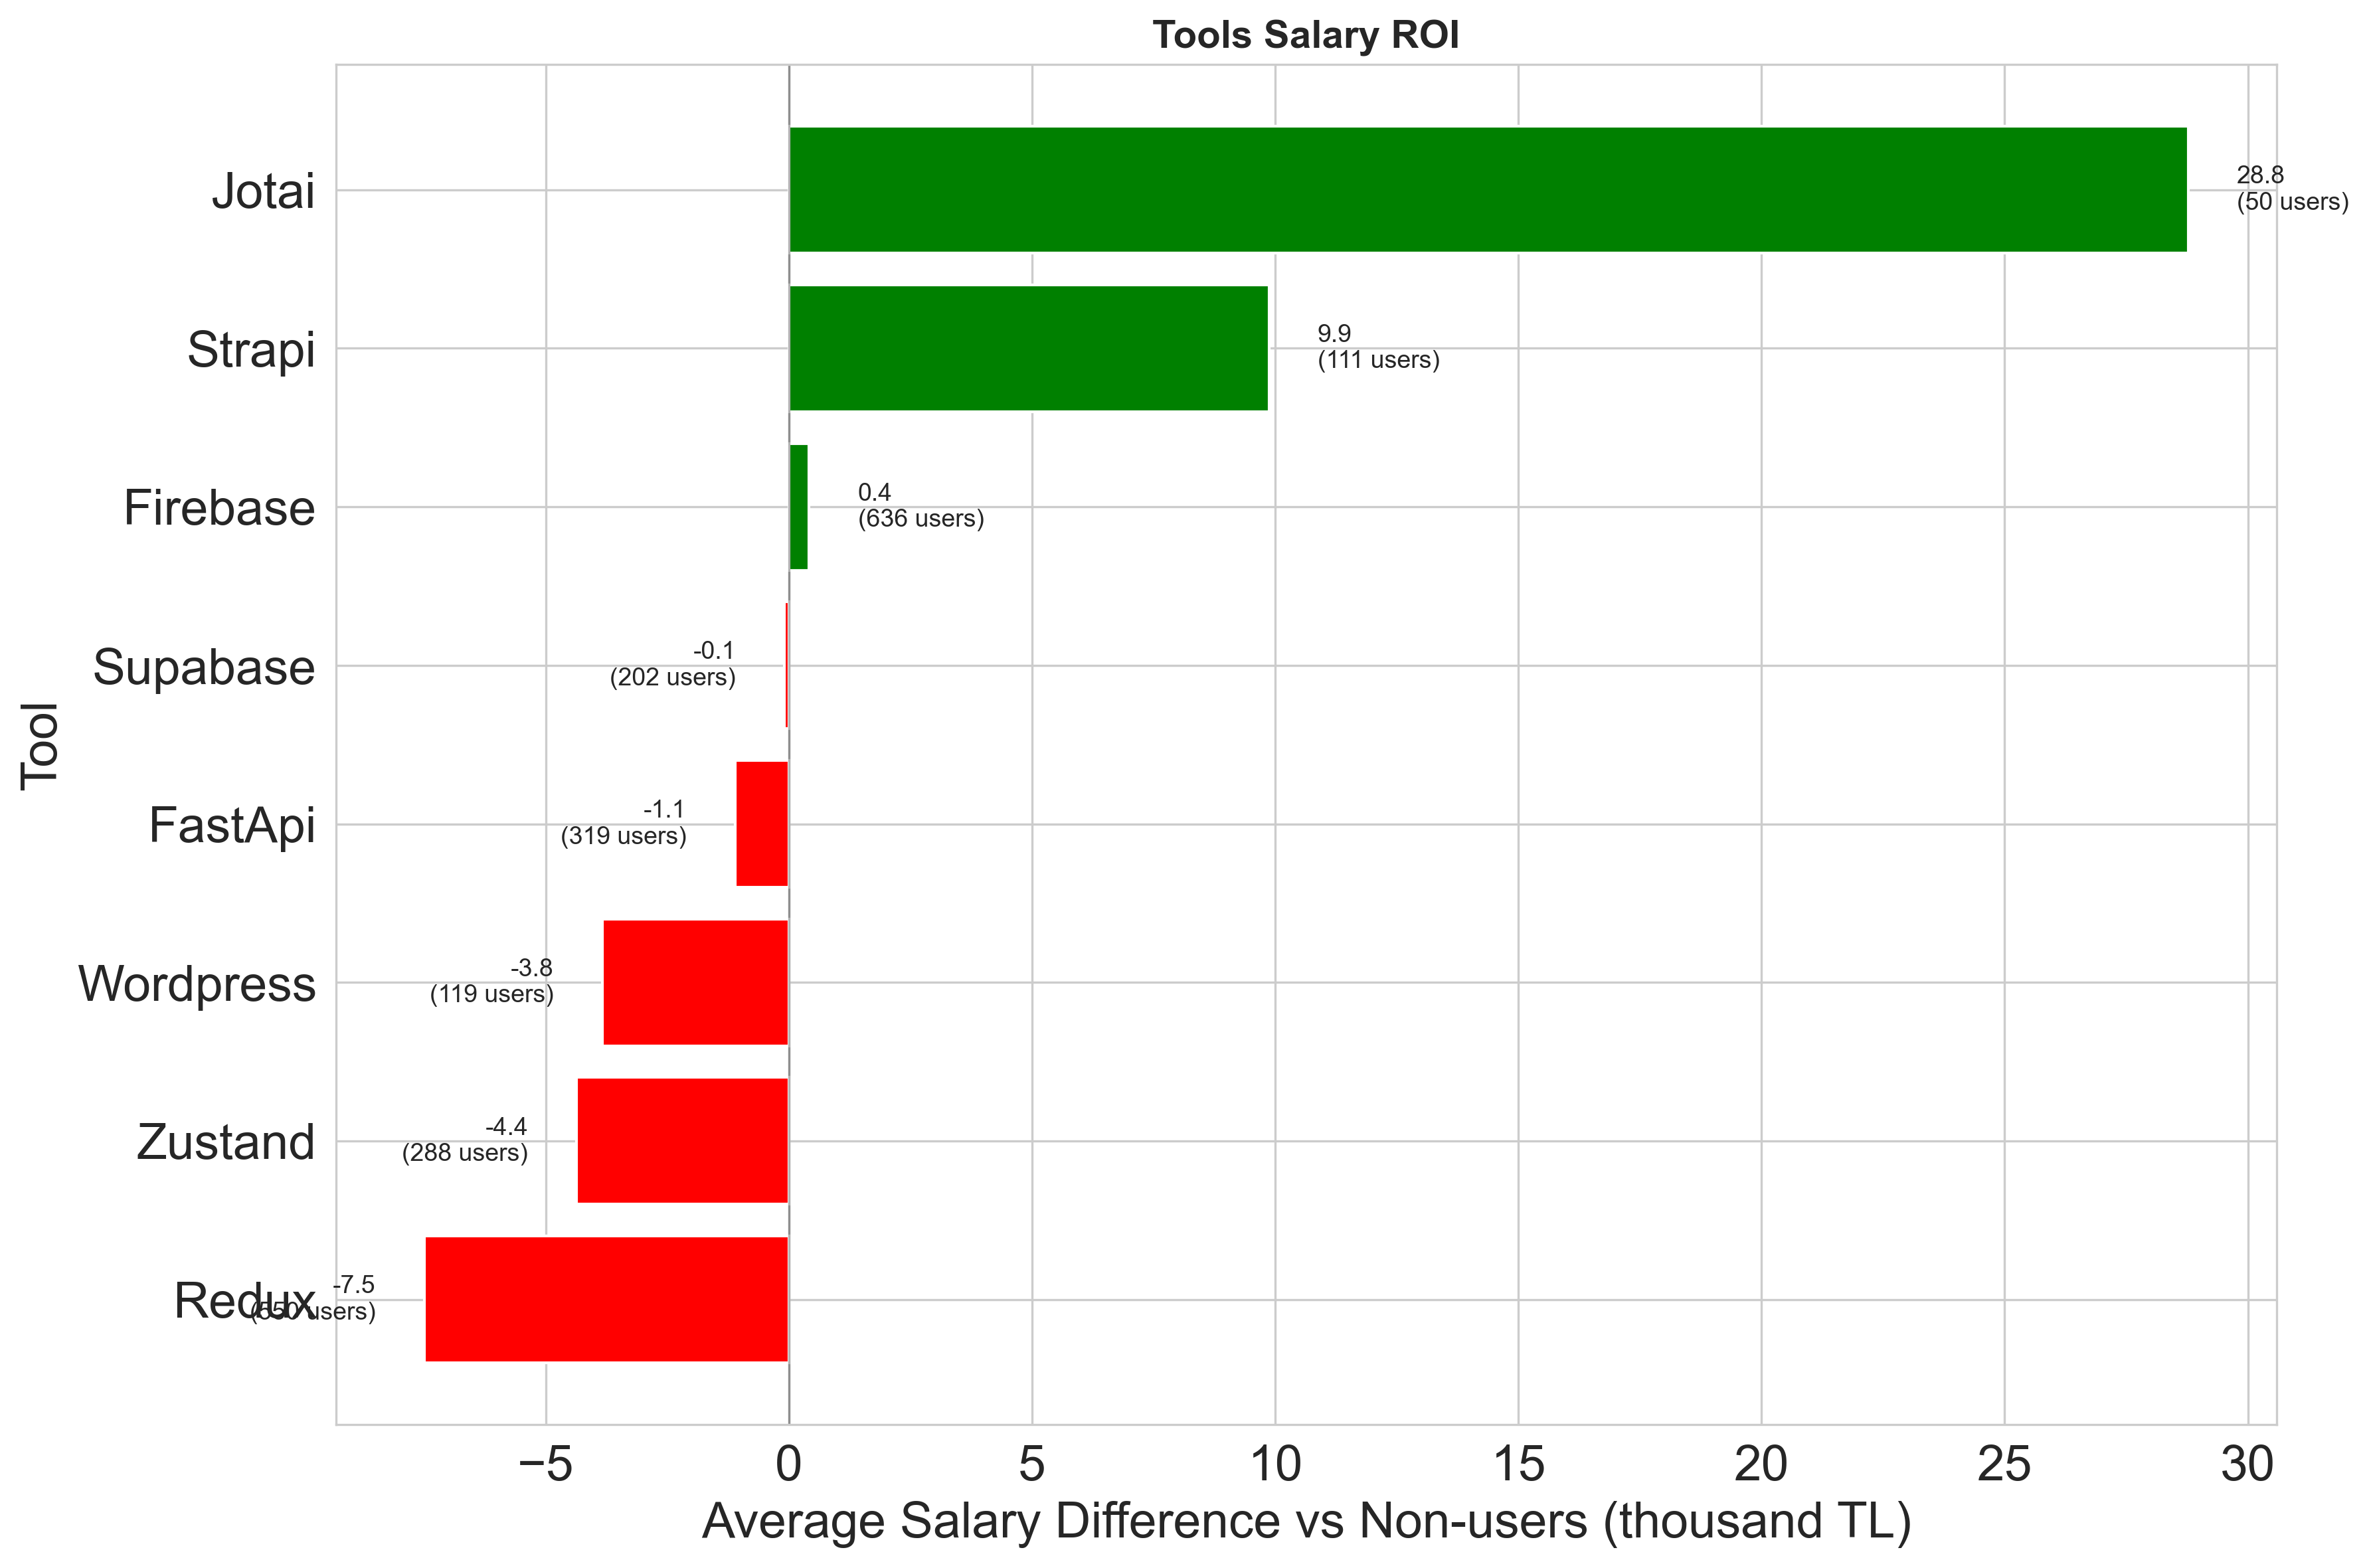 Tools Salary ROI
Tool
Jotai
28.8
(50 users)
Strapi
9.9
(111 users)
Firebase
0.4
(636 users)
Supabase
-0.1
(202 users)
FastApi
-1.1
(319 users)
Wordpress
-3.8
(119 users)
Zustand
-4.4
(288 users)
Redux
-7.5
users)
−5
0
5
10
15
20
25
30
Average Salary Difference vs Non-users (thousand TL)